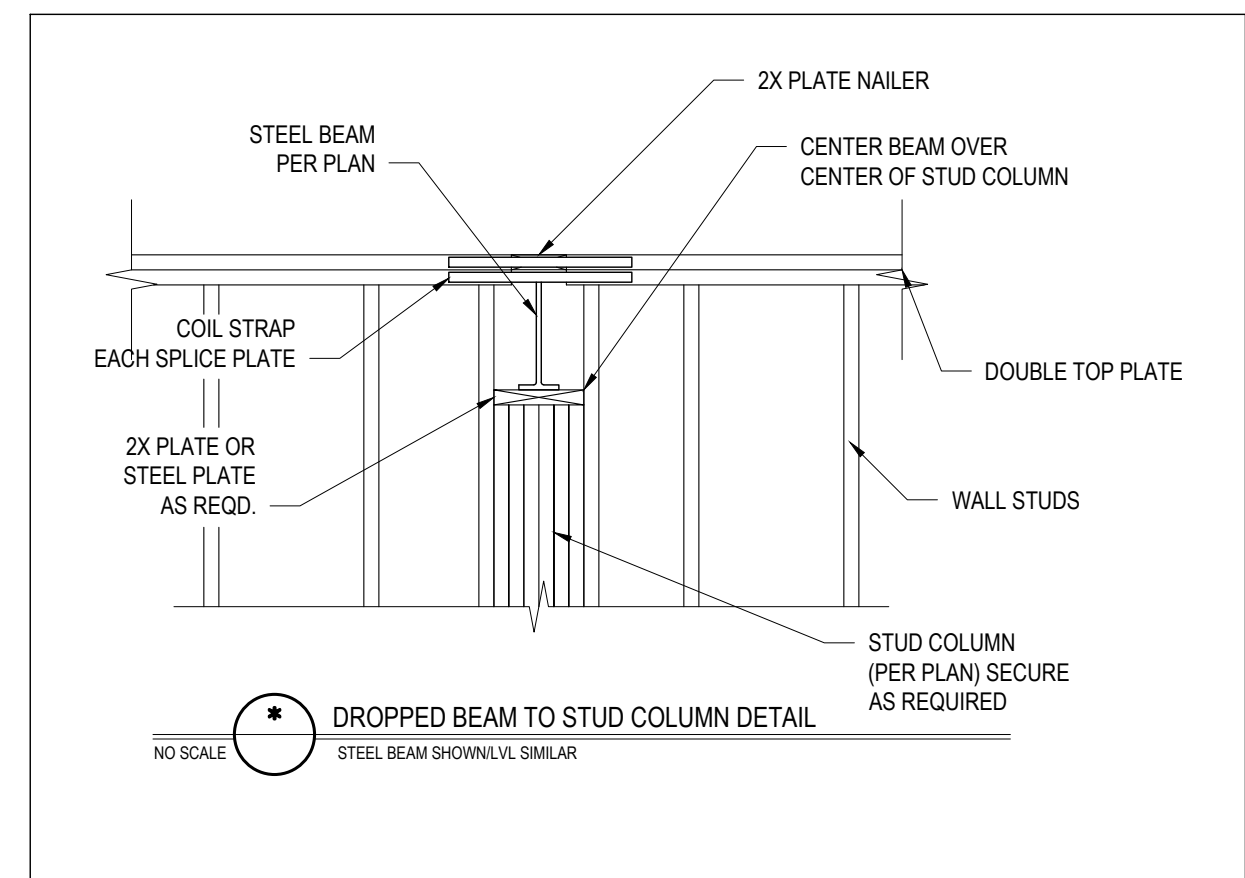 2X PLATE NAILER
STEEL BEAM
PER PLAN
CENTER BEAM OVER
CENTER OF STUD COLUMN
COIL STRAP
EACH SPLICE PLATE
DOUBLE TOP PLATE
2X PLATE OR
STEEL PLATE
AS REQD.
WALL STUDS
STUD COLUMN
(PER PLAN) SECURE
AS REQUIRED
*
DROPPED BEAM TO STUD COLUMN DETAIL
NO SCALE
STEEL BEAM SHOWN/LVL SIMILAR